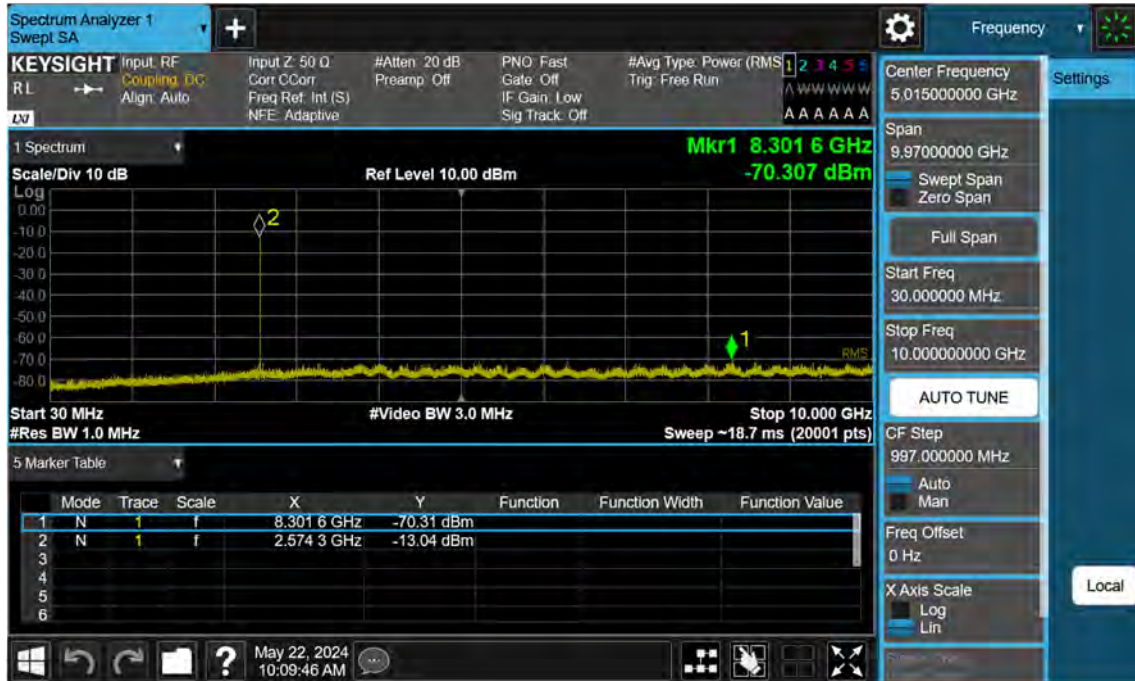 Spectrum Analyzer 1
Swept SA
Frequency
KEYSIGHT
RL
LXI
Input: RF
Coupling: DC
Align: Auto
Input Z: 50 Ω
Corr CCorr
Freq Ref: Int (S)
NFE: Adaptive
#Atten: 20 dB
Preamp: Off
PNO: Fast
Gate: Off
IF Gain: Low
Sig Track: Off
#Avg Type: Power (RMS
Trig: Free Run
1 2 3 4 5 6
A W W W W W
A A A A A A
1 Spectrum
Scale/Div 10 dB
Ref Level 10.00 dBm
Mkr1 8.301 6 GHz
-70.307 dBm
Log
0.00
-10.0
-20.0
-30.0
-40.0
-50.0
-60.0
-70.0
-80.0
2
1
RMS
Start 30 MHz
#Video BW 3.0 MHz
Stop 10.000 GHz
#Res BW 1.0 MHz
Sweep ~18.7 ms (20001 pts)
5 Marker Table
Mode Trace Scale X Y Function Function Width Function Value
1 N 1 f 8.301 6 GHz -70.31 dBm
2 N 1 f 2.574 3 GHz -13.04 dBm
3
4
5
6
May 22, 2024
10:09:46 AM
Center Frequency
5.015000000 GHz
Span
9.97000000 GHz
Swept Span
Zero Span
Full Span
Start Freq
30.000000 MHz
Stop Freq
10.000000000 GHz
AUTO TUNE
CF Step
997.000000 MHz
Auto
Man
Freq Offset
0 Hz
X Axis Scale
Log
Lin
Settings
Local